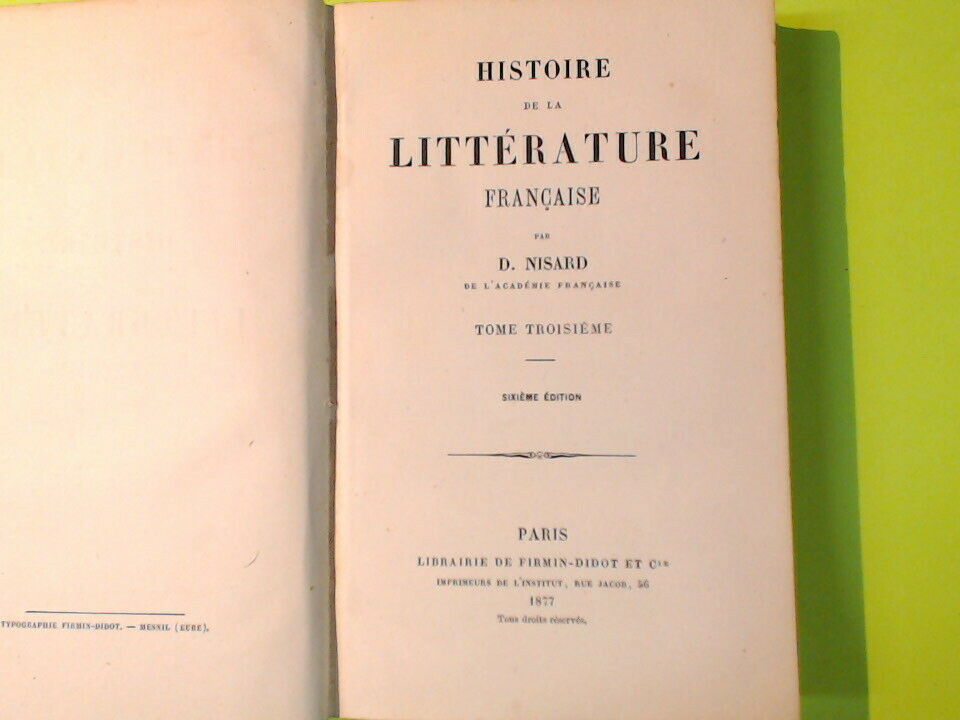 TYPOGRAPHIE FIRMIN-DIDOT. — MESNIL (EURE).
HISTOIRE
DE LA
LITTÉRATURE
FRANÇAISE
PAR
D. NISARD
DE L'ACADÉMIE FRANÇAISE
TOME TROISIÈME
SIXIÈME ÉDITION
PARIS
LIBRAIRIE DE FIRMIN-DIDOT ET Cie
IMPRIMEURS DE L'INSTITUT, RUE JACOB, 56
1877
Tous droits réservés.